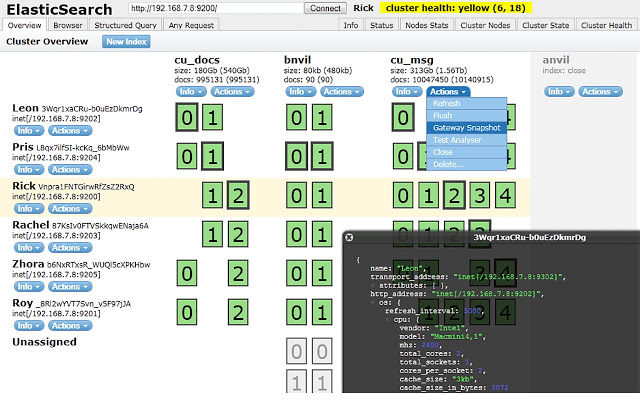 ElasticSearch http://192.168.7.8:9200/ Connect Rick cluster health: yellow (6, 18)
Overview Browser Structured Query Any Request Info Status Nodes Stats Cluster Nodes Cluster State Cluster Health
Cluster Overview New Index
cu_docs bnvil cu_msg anvil
size: 180Gb (540Gb) size: 80kb (480kb) size: 313Gb (1.56Tb) index: close
docs: 995131 (995131) docs: 90 (90) docs: 10047450 (10140915)
Info Actions Info Actions Info Actions Info Actions
Refresh
Flush
Gateway Snapshot
Test Analyser
Close
Delete...
Leon 3Wqr1xaCRu-b0uEzDkmrDg
inet[/192.168.7.8:9202]
Info Actions
0 1 0 1 0
Pris L8qx7ilfSI-kcKq_6bMbWw
inet[/192.168.7.8:9204]
Info Actions
0 1 0 1 0
Rick Vnpra1FNTGirwRfZsZ2RxQ
inet[/192.168.7.8:9200]
Info Actions
1 2 0 1 0 1 2 3 4
Rachel 87KsIv0FTVSkkqwENaja6A
inet[/192.168.7.8:9203]
Info Actions
1 2 0 1 1 2 3
Zhora b6NxRTxsR_WUQl5cXPKHbw
inet[/192.168.7.8:9205]
Info Actions
0 2 0 1
Roy _8Rl2wYVT7Svn_v5F97jJA
inet[/192.168.7.8:9201]
Info Actions
0 2 0 1
Unassigned
0 0
1 1
3Wqr1xaCRu-b0uEzDkmrDg
{
name: "Leon",
transport_address: "inet[/192.168.7.8:9302]",
attributes: { },
http_address: "inet[/192.168.7.8:9202]",
os: {
refresh_interval: 5000,
cpu: {
vendor: "Intel",
model: "Macmini4,1",
mhz: 2400,
total_cores: 2,
total_sockets: 1,
cores_per_socket: 2,
cache_size: "3kb",
cache_size_in_bytes: 3072